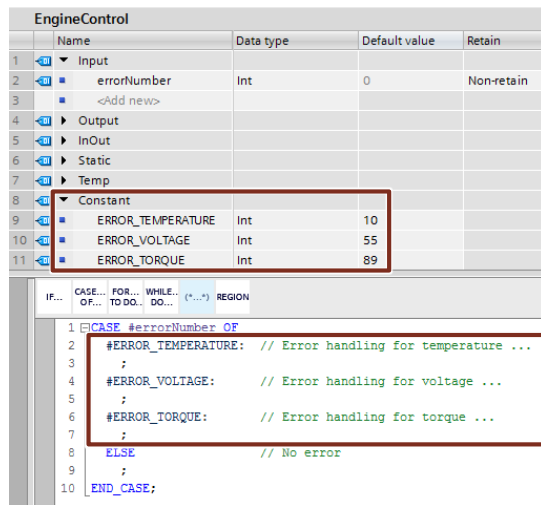 EngineControl
Name Data type Default value Retain
1 Input
2 errorNumber Int 0 Non-retain
3 <Add new>
4 Output
5 InOut
6 Static
7 Temp
8 Constant
9 ERROR_TEMPERATURE Int 10
10 ERROR_VOLTAGE Int 55
11 ERROR_TORQUE Int 89
IF... CASE... OF... FOR... TO DO.. WHILE.. DO... (*...*) REGION
1 CASE #errorNumber OF
2 #ERROR_TEMPERATURE: // Error handling for temperature ...
3 ;
4 #ERROR_VOLTAGE: // Error handling for voltage ...
5 ;
6 #ERROR_TORQUE: // Error handling for torque ...
7 ;
8 ELSE // No error
9 ;
10 END_CASE;